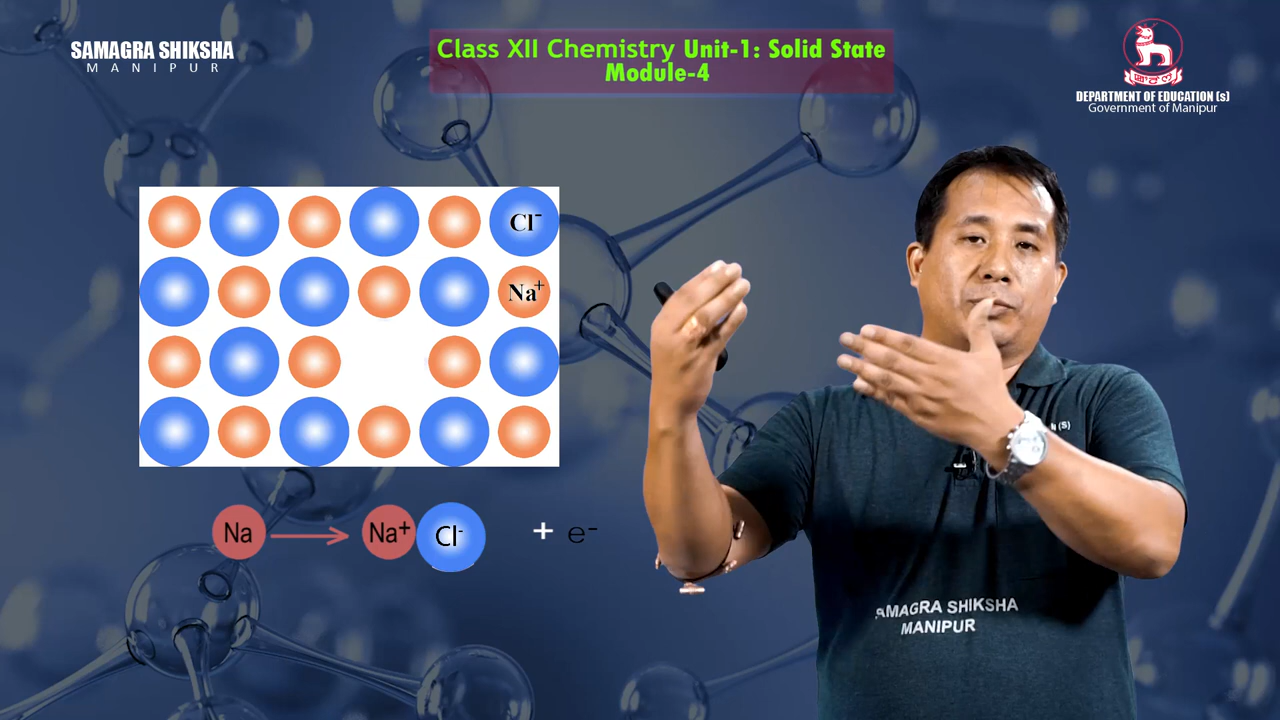 SAMAGRA SHIKSHA
MANIPUR
Class XII Chemistry Unit-1: Solid State
Module-4
DEPARTMENT OF EDUCATION (s)
Government of Manipur
Cl⁻
Na⁺
Na
Na⁺
Cl⁻
+ e⁻
(S)
AMAGRA SHIKSHA
MANIPUR